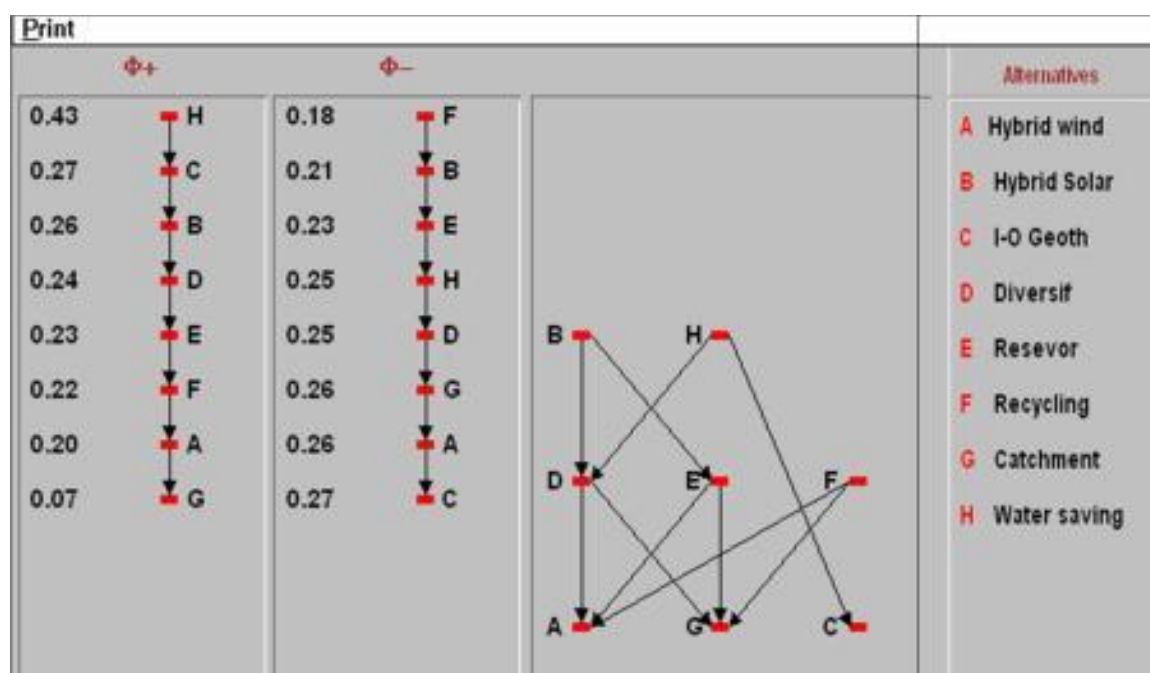 Print
Φ+ Φ– Alternatives
0.43 H 0.18 F
A Hybrid wind
0.27 C 0.21 B
B Hybrid Solar
0.26 B 0.23 E
C I-O Geoth
0.24 D 0.25 H
D Diversif
0.23 E 0.25 D B H
E Resevor
0.22 F 0.26 G
F Recycling
0.20 A 0.26 A
G Catchment
D E F
0.07 G 0.27 C
H Water saving
A G C